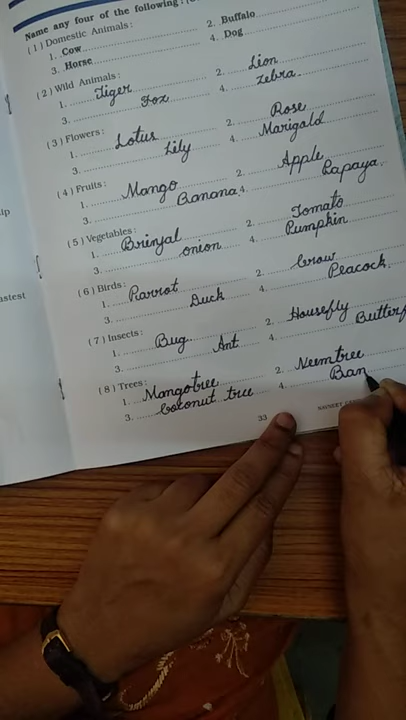 Name any four of the following :
( 1 ) Domestic Animals :
1. Cow 2. Buffalo
3. Horse 4. Dog
( 2 ) Wild Animals :
1. Tiger 2. Lion
3. Fox 4. Zebra
( 3 ) Flowers :
1. Lotus 2. Rose
3. Lily 4. Marigold
( 4 ) Fruits :
1. Mango 2. Apple
3. Banana 4. Papaya
( 5 ) Vegetables :
1. Brinjal 2. Tomato
3. onion 4. Pumpkin
( 6 ) Birds :
1. Parrot 2. Crow
3. Duck 4. Peacock
( 7 ) Insects :
1. Bug 2. Housefly
3. Ant 4. Butterf
( 8 ) Trees :
1. Mangotree 2. Neemtree
3. Coconut tree 4. Ban
33